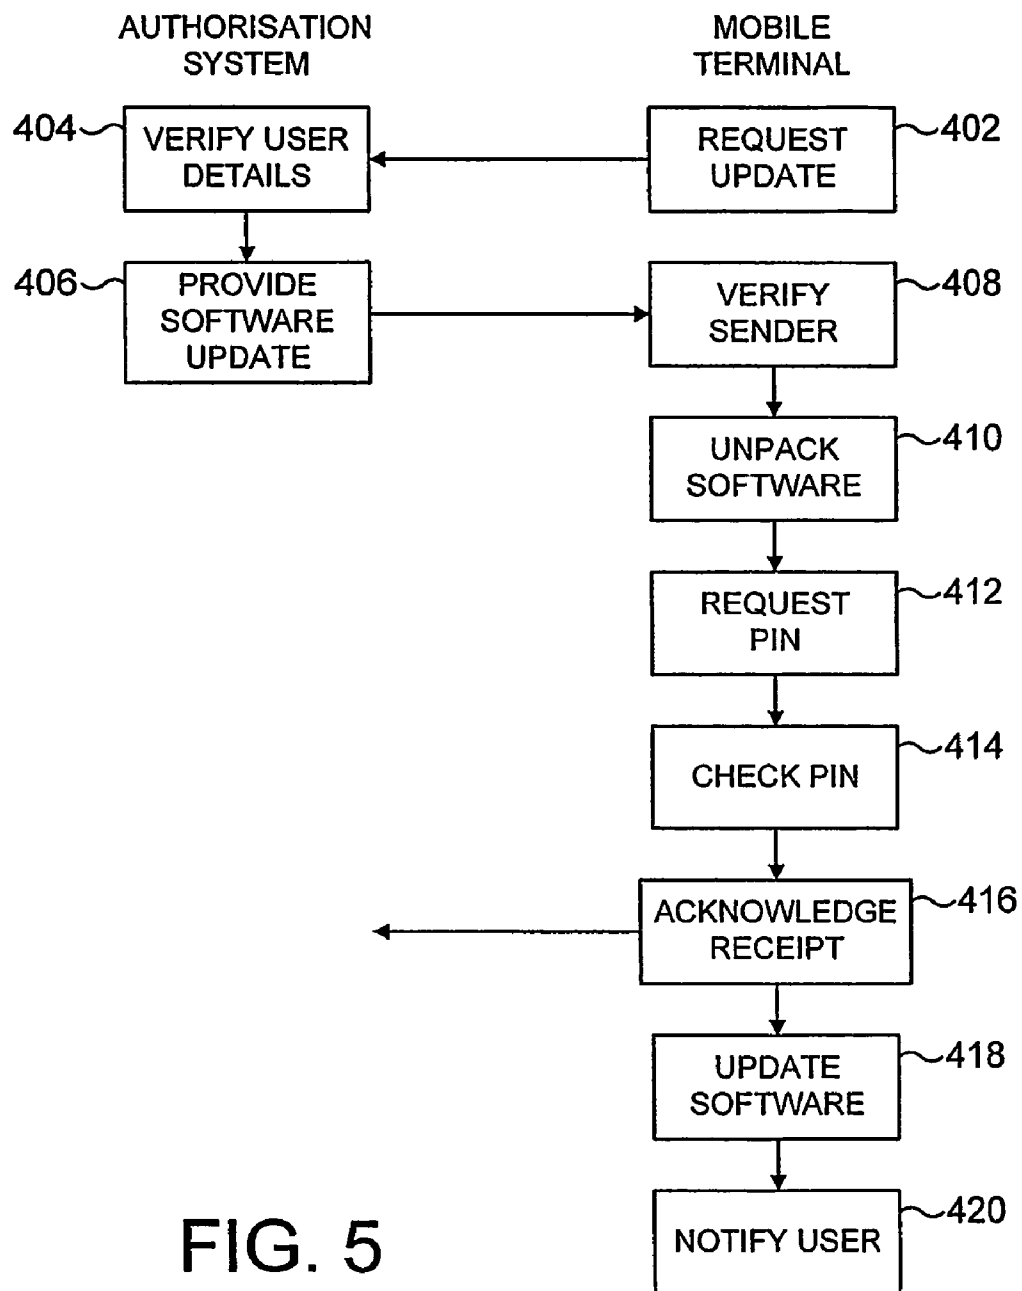 AUTHORISATION
SYSTEM
MOBILE
TERMINAL
404
VERIFY USER
DETAILS
REQUEST
UPDATE
402
406
PROVIDE
SOFTWARE
UPDATE
VERIFY
SENDER
408
UNPACK
SOFTWARE
410
REQUEST
PIN
412
CHECK PIN
414
ACKNOWLEDGE
RECEIPT
416
UPDATE
SOFTWARE
418
NOTIFY USER
420
FIG. 5